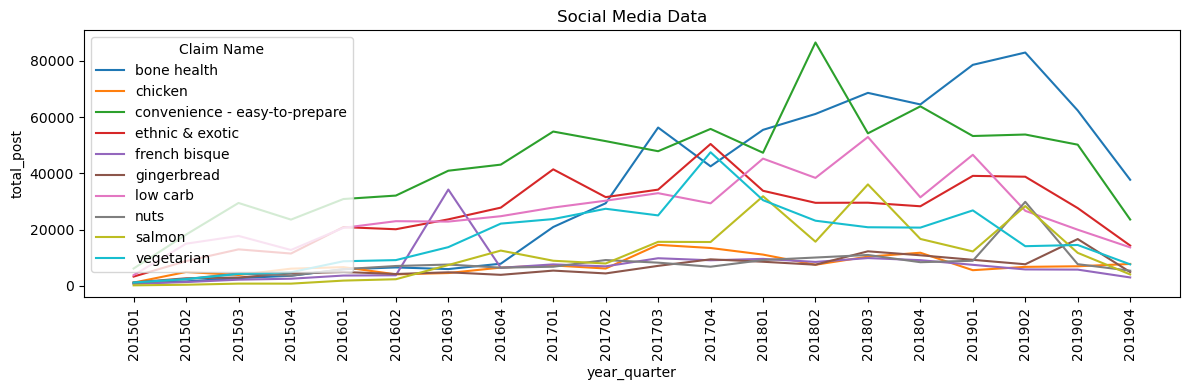 Social Media Data
Claim Name
bone health
chicken
convenience - easy-to-prepare
ethnic & exotic
french bisque
gingerbread
low carb
nuts
salmon
vegetarian
total_post
80000
60000
40000
20000
0
201501
201502
201503
201504
201601
201602
201603
201604
201701
201702
201703
201704
201801
201802
201803
201804
201901
201902
201903
201904
year_quarter